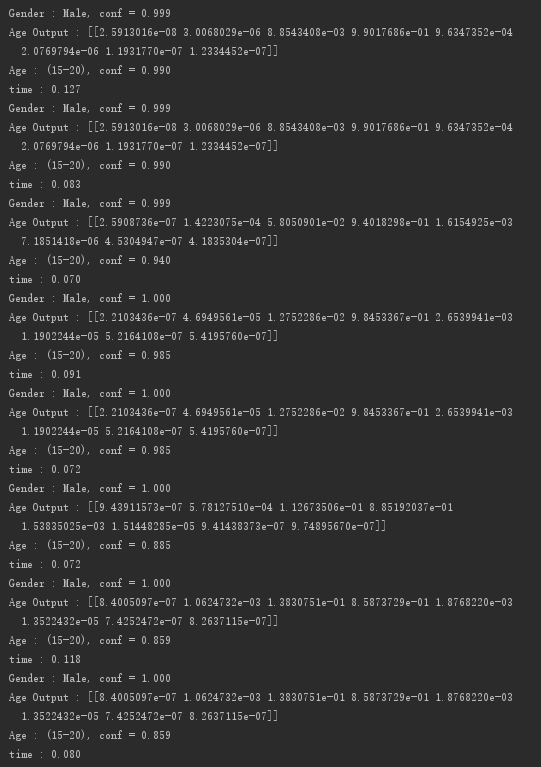 Gender : Male, conf = 0.999
Age Output : [[2.5913016e-08 3.0068029e-06 8.8543408e-03 9.9017686e-01 9.6347352e-04
2.0769794e-06 1.1931770e-07 1.2334452e-07]]
Age : (15-20), conf = 0.990
time : 0.127
Gender : Male, conf = 0.999
Age Output : [[2.5913016e-08 3.0068029e-06 8.8543408e-03 9.9017686e-01 9.6347352e-04
2.0769794e-06 1.1931770e-07 1.2334452e-07]]
Age : (15-20), conf = 0.990
time : 0.083
Gender : Male, conf = 0.999
Age Output : [[2.5908736e-07 1.4223075e-04 5.8050901e-02 9.4018298e-01 1.6154925e-03
7.1851418e-06 4.5304947e-07 4.1835304e-07]]
Age : (15-20), conf = 0.940
time : 0.070
Gender : Male, conf = 1.000
Age Output : [[2.2103436e-07 4.6949561e-05 1.2752286e-02 9.8453367e-01 2.6539941e-03
1.1902244e-05 5.2164108e-07 5.4195760e-07]]
Age : (15-20), conf = 0.985
time : 0.091
Gender : Male, conf = 1.000
Age Output : [[2.2103436e-07 4.6949561e-05 1.2752286e-02 9.8453367e-01 2.6539941e-03
1.1902244e-05 5.2164108e-07 5.4195760e-07]]
Age : (15-20), conf = 0.985
time : 0.072
Gender : Male, conf = 1.000
Age Output : [[9.43911573e-07 5.78127510e-04 1.12673506e-01 8.85192037e-01
1.53835025e-03 1.51448285e-05 9.41438373e-07 9.74895670e-07]]
Age : (15-20), conf = 0.885
time : 0.072
Gender : Male, conf = 1.000
Age Output : [[8.4005097e-07 1.0624732e-03 1.3830751e-01 8.5873729e-01 1.8768220e-03
1.3522432e-05 7.4252472e-07 8.2637115e-07]]
Age : (15-20), conf = 0.859
time : 0.118
Gender : Male, conf = 1.000
Age Output : [[8.4005097e-07 1.0624732e-03 1.3830751e-01 8.5873729e-01 1.8768220e-03
1.3522432e-05 7.4252472e-07 8.2637115e-07]]
Age : (15-20), conf = 0.859
time : 0.080